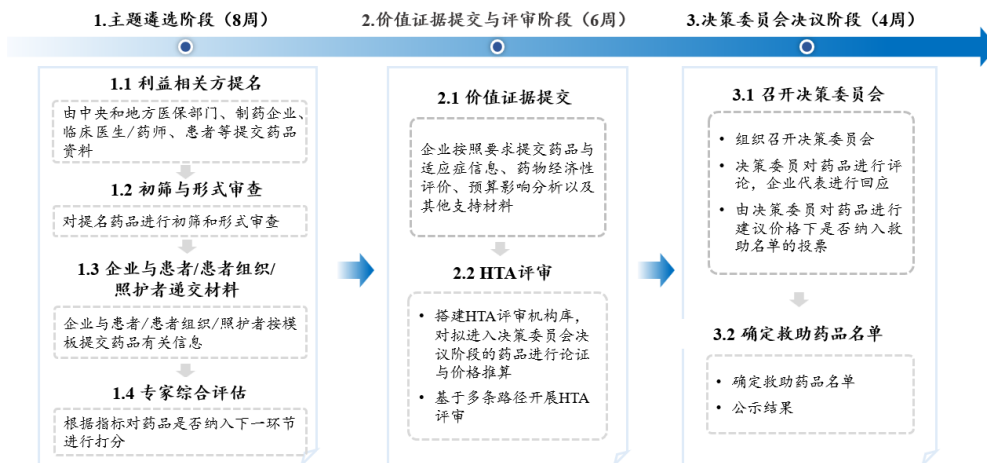 1.主题遴选阶段（8周）
2.价值证据提交与评审阶段（6周）
3.决策委员会决议阶段（4周）
1.1 利益相关方提名
由中央和地方医保部门、制药企业、
临床医生/药师、患者等提交药品
资料
1.2 初筛与形式审查
对提名药品进行初筛和形式审查
1.3 企业与患者/患者组织/
照护者递交材料
企业与患者/患者组织/照护者按模
板提交药品有关信息
1.4 专家综合评估
根据指标对药品是否纳入下一环节
进行打分
2.1 价值证据提交
企业按照要求提交药品与
适应症信息、药物经济性
评价、预算影响分析以及
其他支持材料
2.2 HTA评审
• 搭建HTA评审机构库，
对拟进入决策委员会决
议阶段的药品进行论证
与价格推算
• 基于多条路径开展HTA
评审
3.1 召开决策委员会
• 组织召开决策委员会
• 决策委员对药品进行评
论，企业代表进行回应
• 由决策委员对药品进行
建议价格下是否纳入救
助名单的投票
3.2 确定救助药品名单
• 确定救助药品名单
• 公示结果